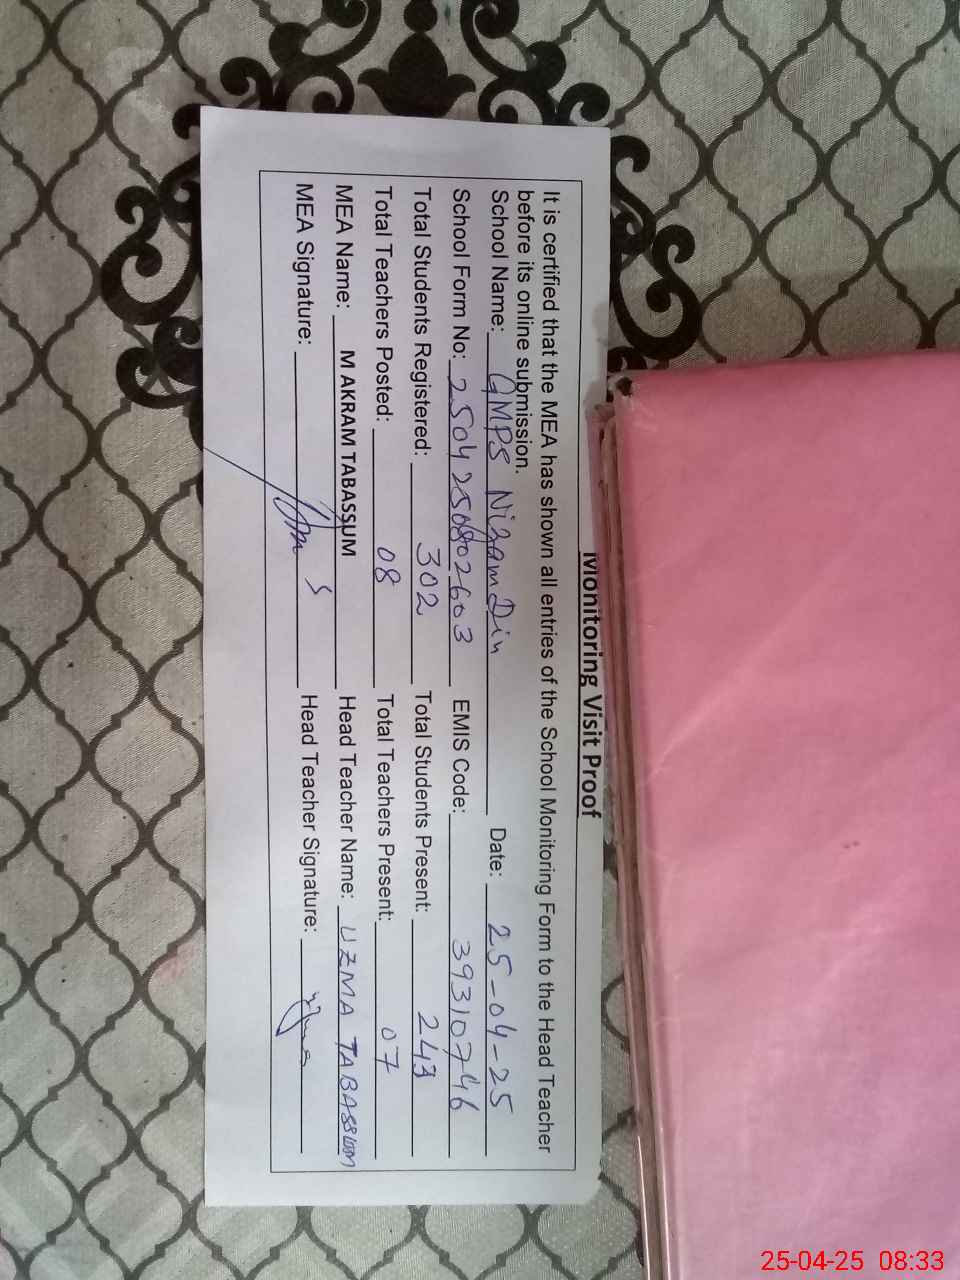 Monitoring Visit Proof
It is certified that the MEA has shown all entries of the School Monitoring Form to the Head Teacher
before its online submission.
School Name: GMPS Nizam Din Date: 25-04-25
School Form No: 2504250802603 EMIS Code: 39310746
Total Students Registered: 302 Total Students Present: 243
Total Teachers Posted: 08 Total Teachers Present: 07
MEA Name: M AKRAM TABASSUM Head Teacher Name: UZMA TABASSUM
MEA Signature: Head Teacher Signature:
25-04-25 08:33